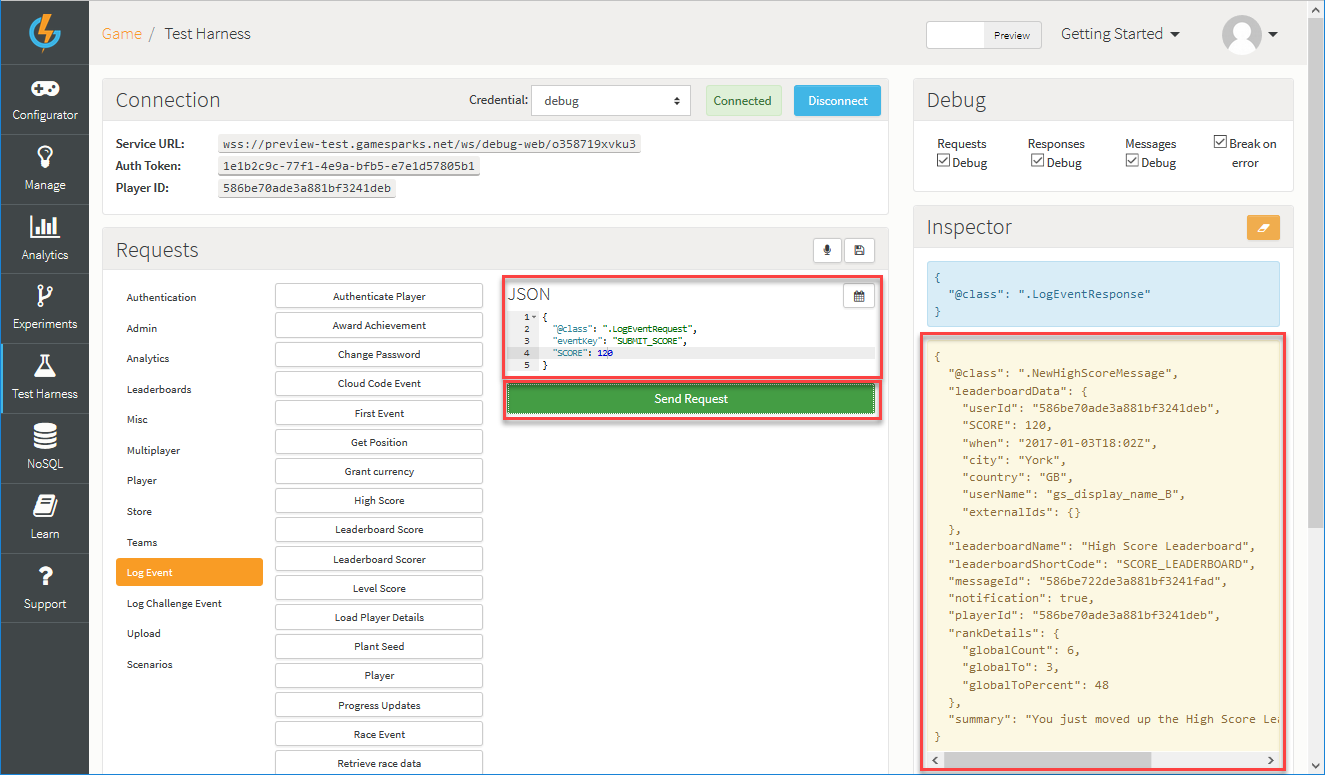 Game / Test Harness
Preview
Getting Started
Configurator
Manage
Analytics
Experiments
Test Harness
NoSQL
Learn
Support
Connection
Credential:
debug
Connected
Disconnect
Service URL: wss://preview-test.gamesparks.net/ws/debug-web/o358719xvku3
Auth Token: 1e1b2c9c-77f1-4e9a-bfb5-e7e1d57805b1
Player ID: 586be70ade3a881bf3241deb
Requests
Authentication
Admin
Analytics
Leaderboards
Misc
Multiplayer
Player
Store
Teams
Log Event
Log Challenge Event
Upload
Scenarios
Authenticate Player
Award Achievement
Change Password
Cloud Code Event
First Event
Get Position
Grant currency
High Score
Leaderboard Score
Leaderboard Scorer
Level Score
Load Player Details
Plant Seed
Player
Progress Updates
Race Event
Retrieve race data
JSON
1 {
2 "@class": ".LogEventRequest",
3 "eventKey": "SUBMIT_SCORE",
4 "SCORE": 120
5 }
Send Request
Debug
Requests
Debug
Responses
Debug
Messages
Debug
Break on
error
Inspector
{
"@class": ".LogEventResponse"
}
{
"@class": ".NewHighScoreMessage",
"leaderboardData": {
"userId": "586be70ade3a881bf3241deb",
"SCORE": 120,
"when": "2017-01-03T18:02Z",
"city": "York",
"country": "GB",
"userName": "gs_display_name_B",
"externalIds": {}
},
"leaderboardName": "High Score Leaderboard",
"leaderboardShortCode": "SCORE_LEADERBOARD",
"messageId": "586be722de3a881bf3241fad",
"notification": true,
"playerId": "586be70ade3a881bf3241deb",
"rankDetails": {
"globalCount": 6,
"globalTo": 3,
"globalToPercent": 48
},
"summary": "You just moved up the High Score Lea
}